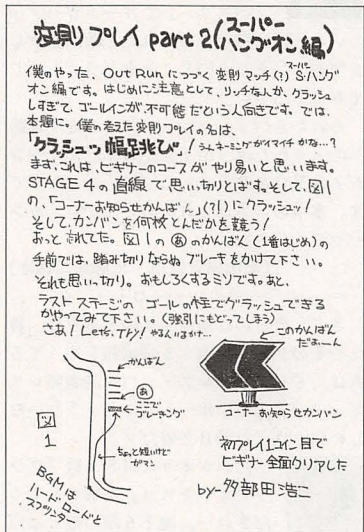 変則プレイ part 2(スーパーハングオン編)
僕のやった、Out Runにつづく変則マッチ(?)S・ハング
スーパー
オン編です。はじめに注意として、リッチな人か、クラッシュ
しすぎて、ゴールインが、不可能だという人向きです。では、
本題に。僕の考えた変則プレイの名は、
「クラッシュッ幅跳び」!うんネーミングがイマイチかな…?
まず、これは、ビギナーのコースがやり易いと思います。
STAGE 4の直線で思いっ切りとばす。そして、図1
の、「コーナーお知らせかんばん」(?!)にクラッシュッ!
そして、カンバンを何枚とんだかを競う!
おっと忘れてた。図1のあのかんばん(1番はじめ)の
手前では、踏み切りならぬブレーキをかけて下さい。
それも思いっ切り。おもしろくするミソです。あと、
ラストステージのゴールの柱でクラッシュできる
かやってみて下さい。(強引にもどってしまう)
さあ!Let's,Try!やる人いるか?…
かんばん
あ
ここで
ブレーキング
ちょっと短いけど
ガマン
図
1
BGMは
ハードロードと
スプリンター
このかんばん
だよーん
コーナーお知らせカンバン
初プレイ1コイン目で
ビギナー全面クリアした
by-多部田浩二